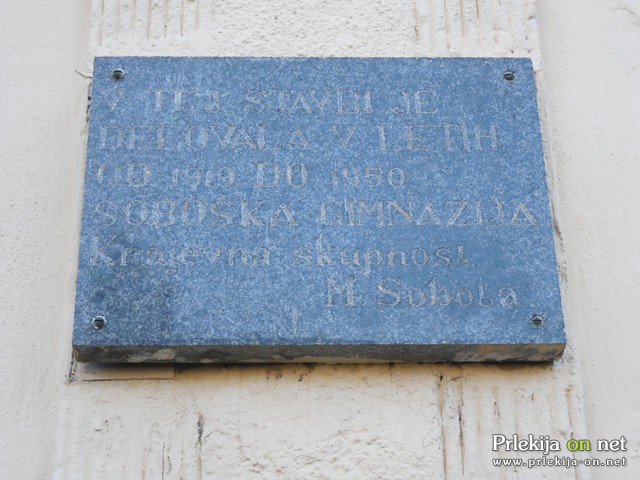 V TEJ STAVBI JE
DELOVALA V LETIH
OD 1919 DO 1950
SOBOŠKA GIMNAZIJA
Krajevna skupnost
M. Sobota
Prlekija on net
www.prlekija-on.net